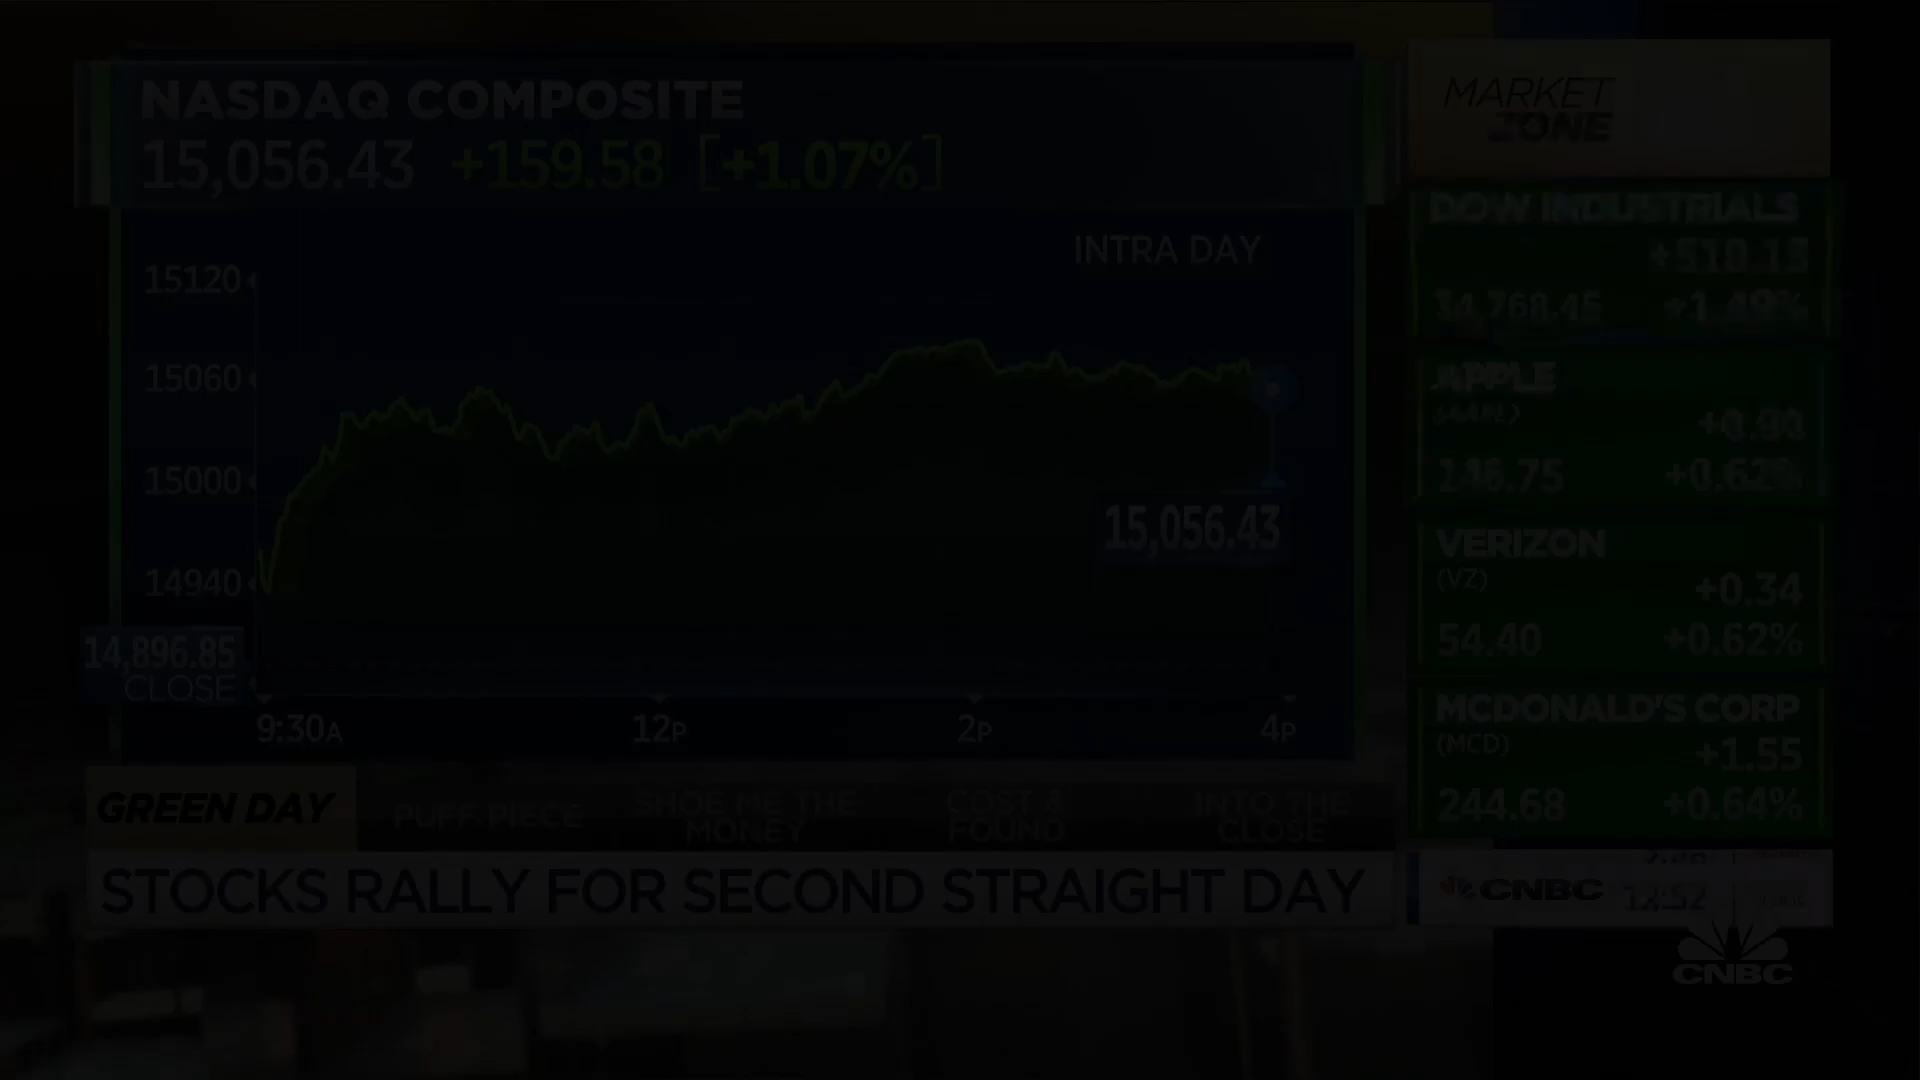 NASDAQ COMPOSITE
15,056.43 +159.58 [+1.07%]
INTRA DAY
15120
15060
15000
14940
14,896.85
CLOSE
15,056.43
9:30A 12P 2P 4P
MARKET
ZONE
DOW INDUSTRIALS
34,768.45 +1.49%
APPLE
(AAPL)
+0.90
146.75 +0.62%
VERIZON
(VZ)
+0.34
54.40 +0.62%
MCDONALD'S CORP
(MCD)
+1.55
244.68 +0.64%
GREEN DAY
PUFF PIECE
SHOE ME THE
MONEY
COST &
FOUND
INTO THE
CLOSE
STOCKS RALLY FOR SECOND STRAIGHT DAY
CNBC
CNBC